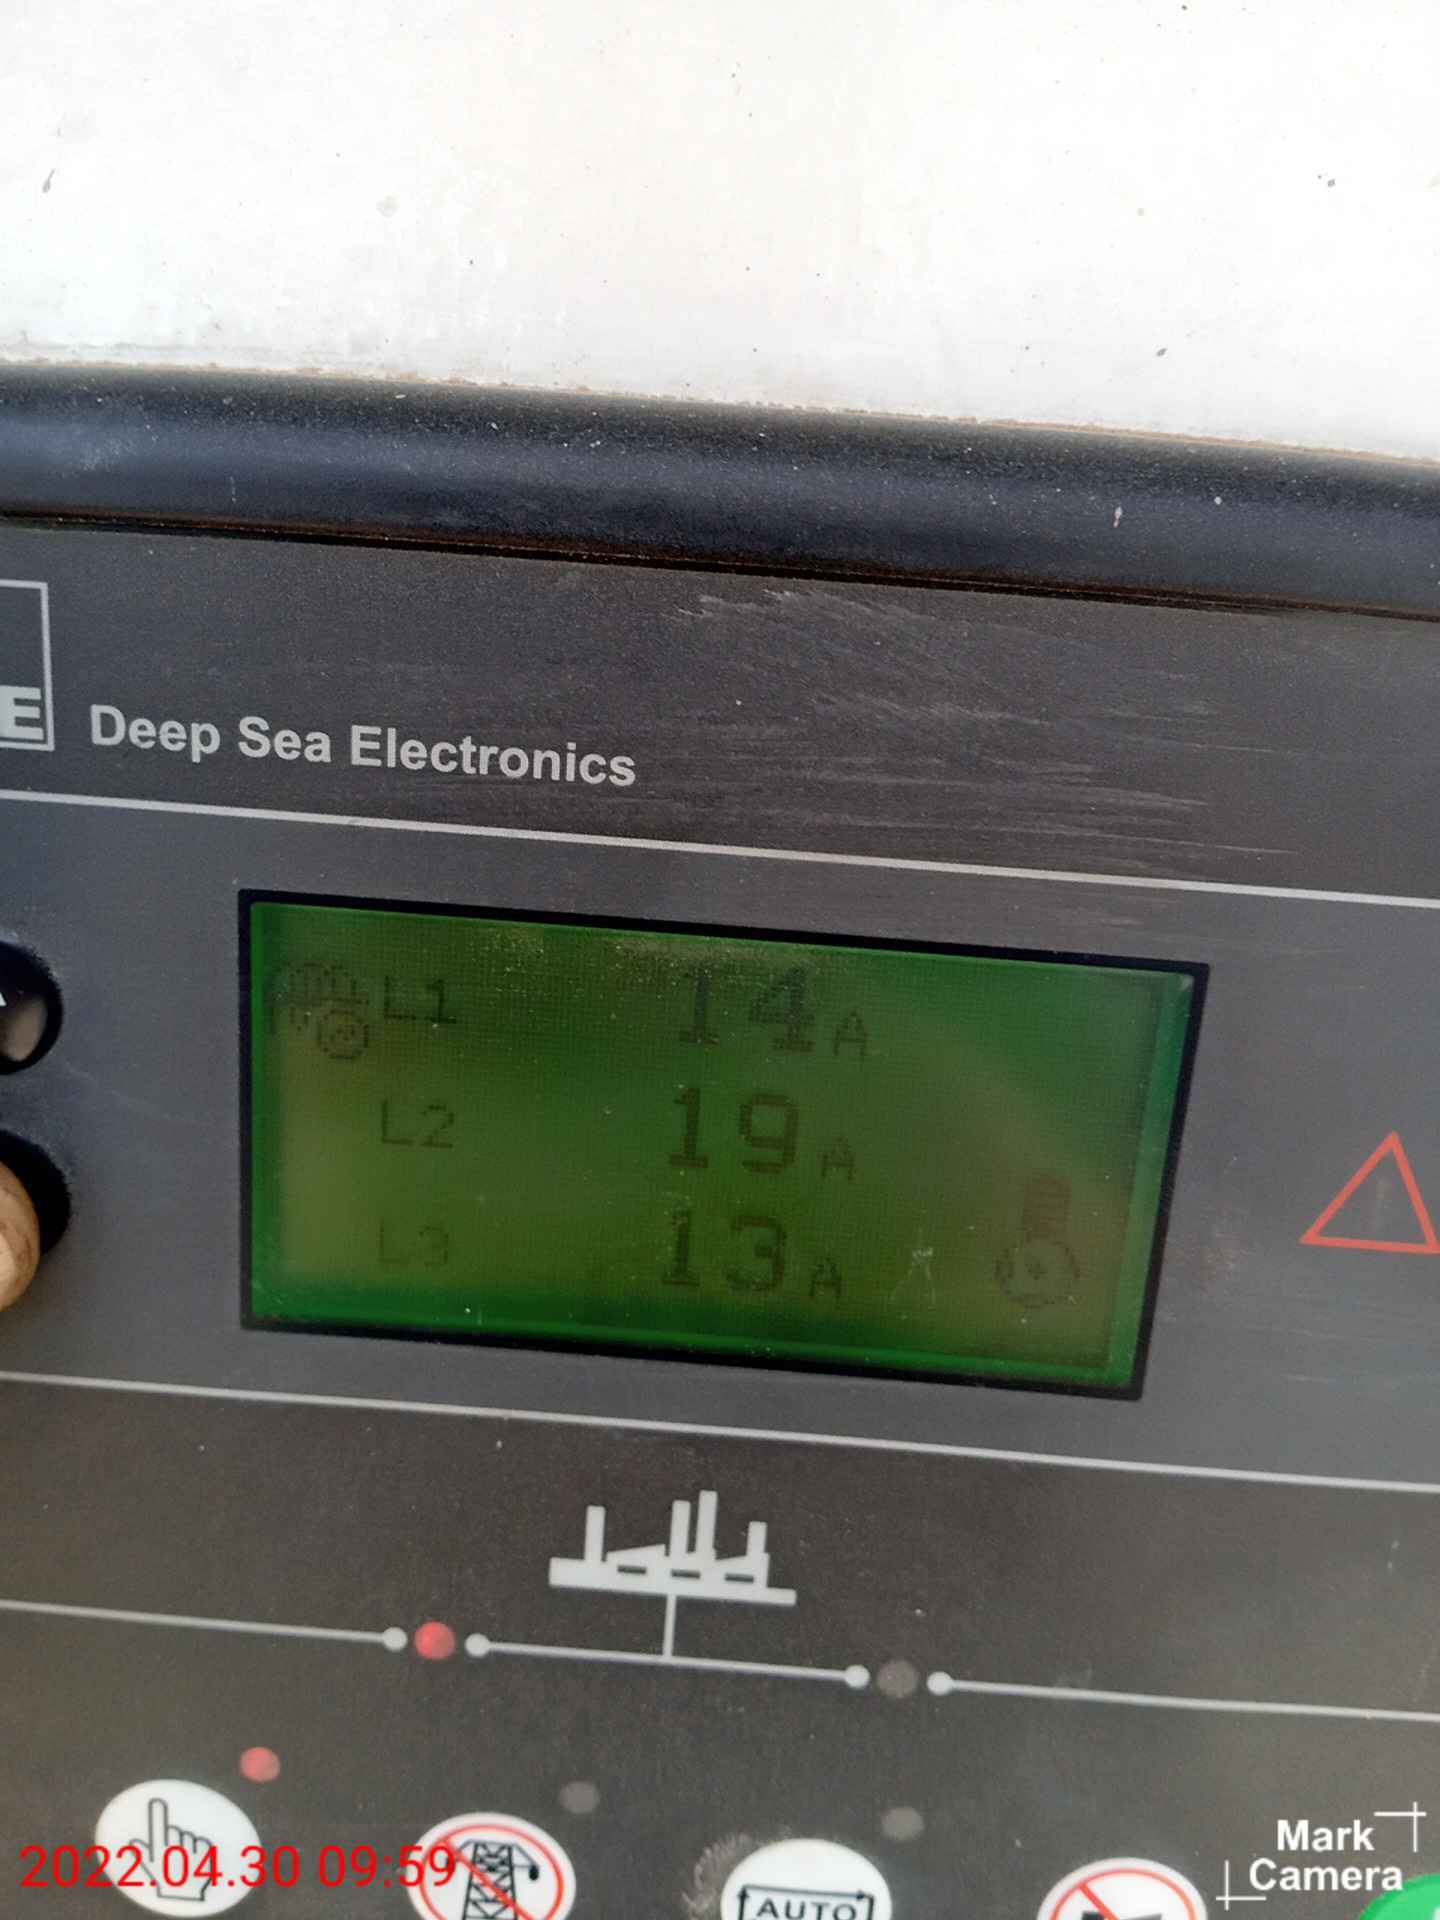 E Deep Sea Electronics
L1 14 A
L2 19 A
L3 13 A
2022.04.30 09:59
AUTO
Mark
Camera